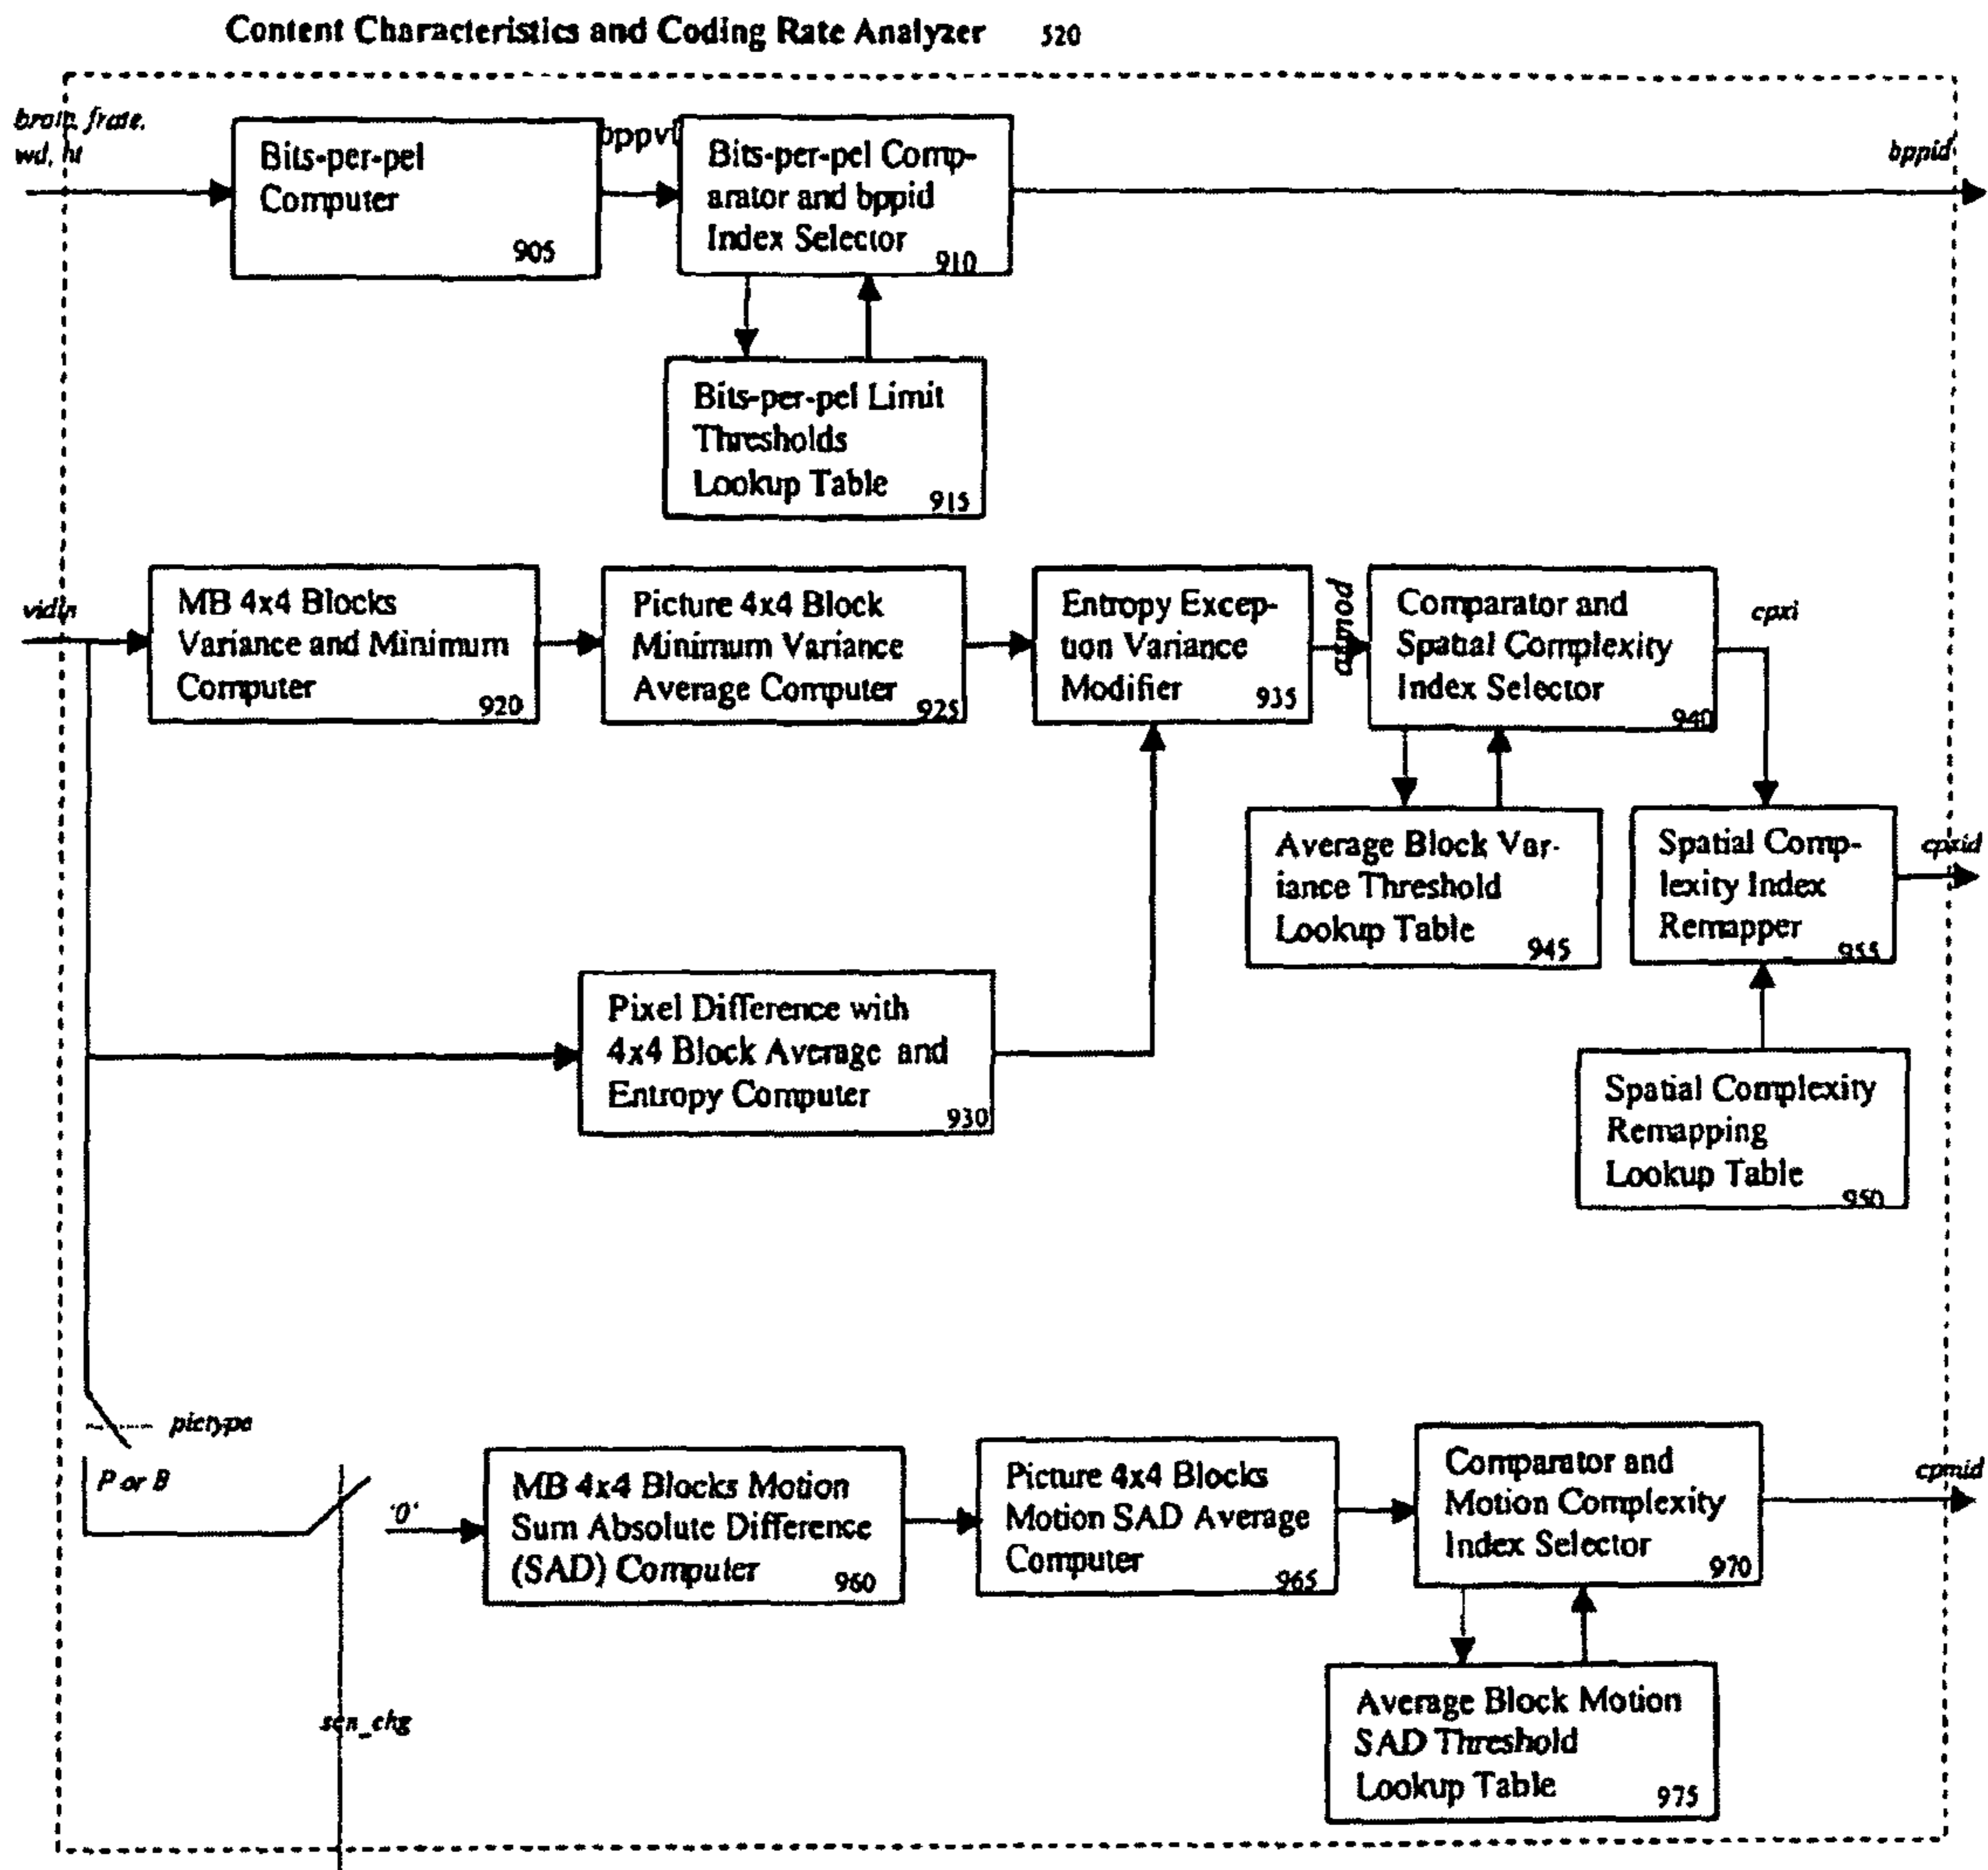 Content Characteristics and Coding Rate Analyzer 520
brate, frate,
wd, ht
Bits-per-pel
Computer
905
bppvl
Bits-per-pel Comp-
arator and bppid
Index Selector
910
bppid
Bits-per-pel Limit
Thresholds
Lookup Table
915
vidin
MB 4x4 Blocks
Variance and Minimum
Computer
920
Picture 4x4 Block
Minimum Variance
Average Computer
925
Entropy Excep-
tion Variance
Modifier
935
Comparator and
Spatial Complexity
Index Selector
940
cpxi
Average Block Var-
iance Threshold
Lookup Table
945
Spatial Comp-
lexity Index
Remapper
955
cpxid
Pixel Difference with
4x4 Block Average and
Entropy Computer
930
Spatial Complexity
Remapping
Lookup Table
950
pictype
P or B
'0'
MB 4x4 Blocks Motion
Sum Absolute Difference
(SAD) Computer
960
Picture 4x4 Blocks
Motion SAD Average
Computer
965
Comparator and
Motion Complexity
Index Selector
970
cpmid
scn_chg
Average Block Motion
SAD Threshold
Lookup Table
975